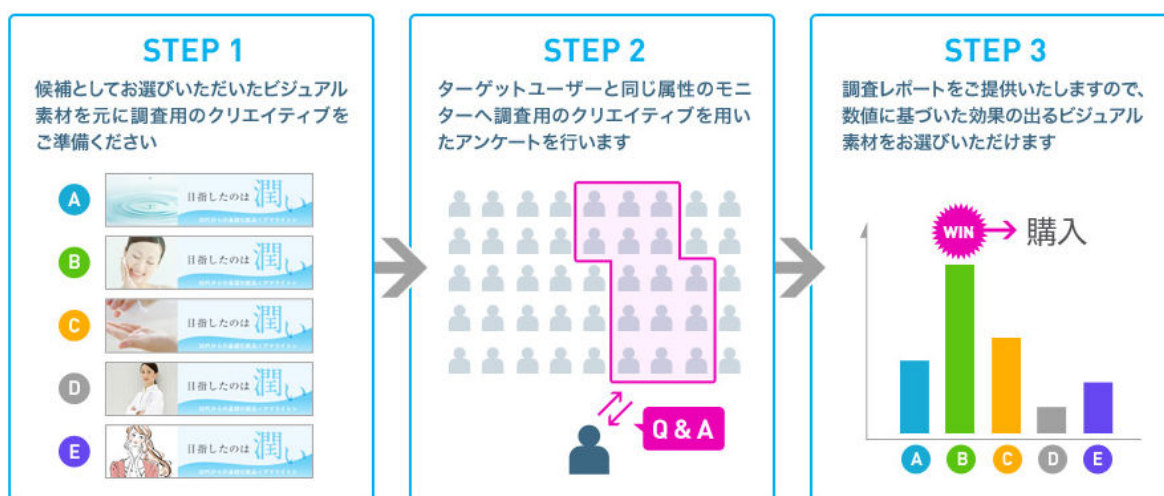 STEP 1
候補としてお選びいただいたビジュアル
素材を元に調査用のクリエイティブを
ご準備ください
A
目指したのは 潤い
B
目指したのは 潤い
C
目指したのは 潤い
D
目指したのは 潤い
E
目指したのは 潤い
STEP 2
ターゲットユーザーと同じ属性のモニ
ターへ調査用のクリエイティブを用い
たアンケートを行います
Q & A
STEP 3
調査レポートをご提供いたしますので、
数値に基づいた効果の出るビジュアル
素材をお選びいただけます
WIN 購入
A B C D E